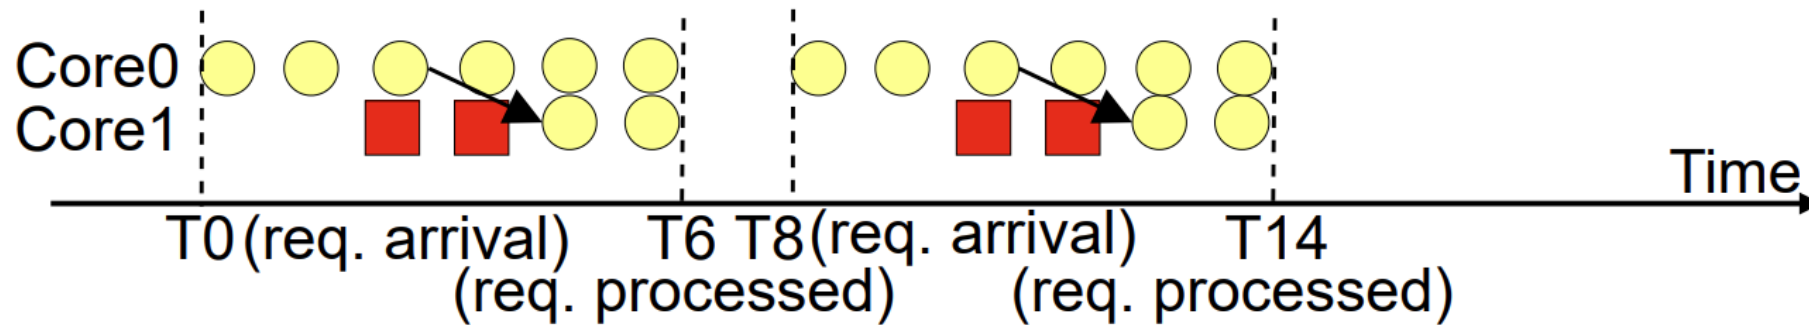 Core0
Core1
Time
T0 (req. arrival) T6 T8 (req. arrival) T14
(req. processed) (req. processed)